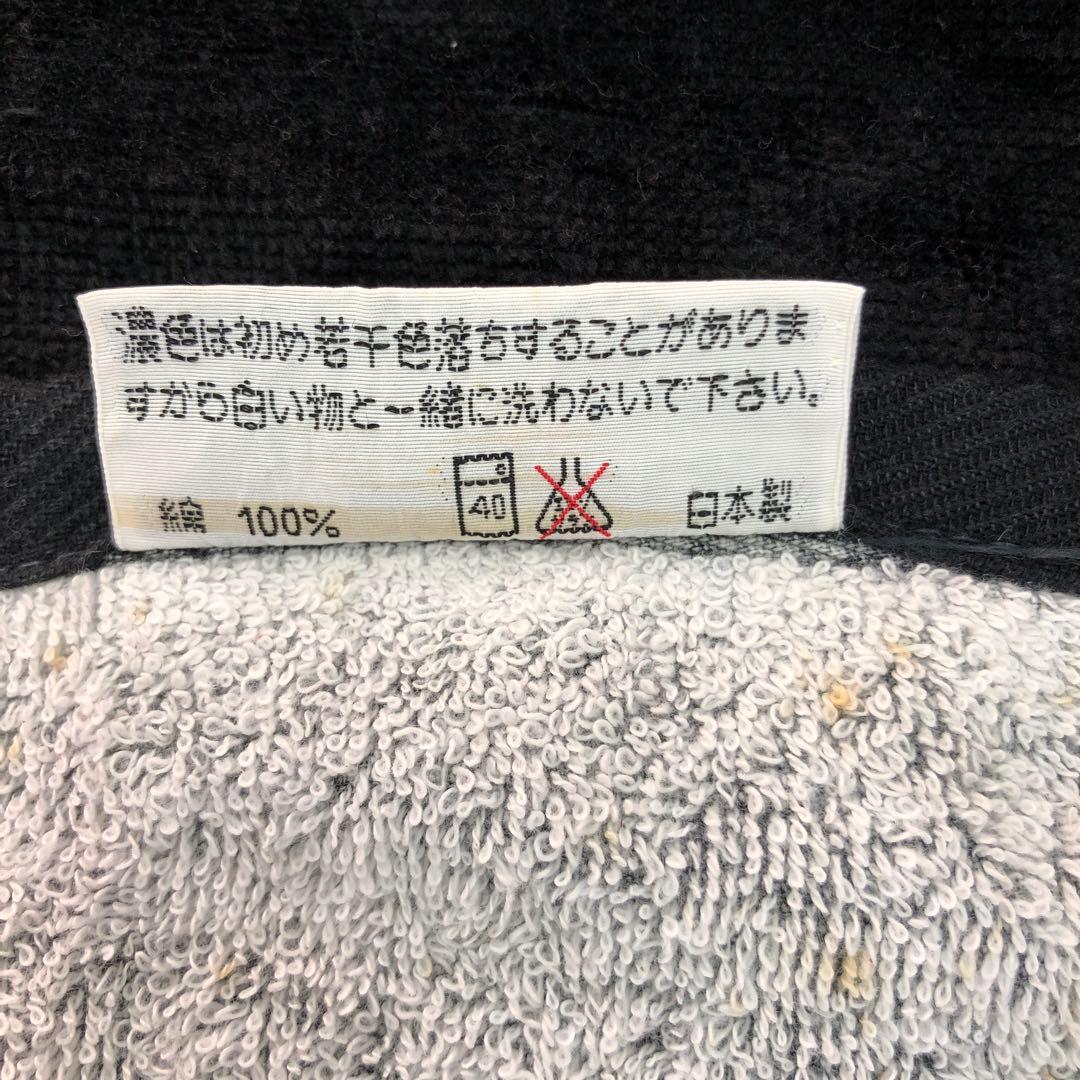 濃色は初め若干色落ちすることがありま
すから白い物と一緒に洗わないで下さい。
綿 100% c 40 日本製